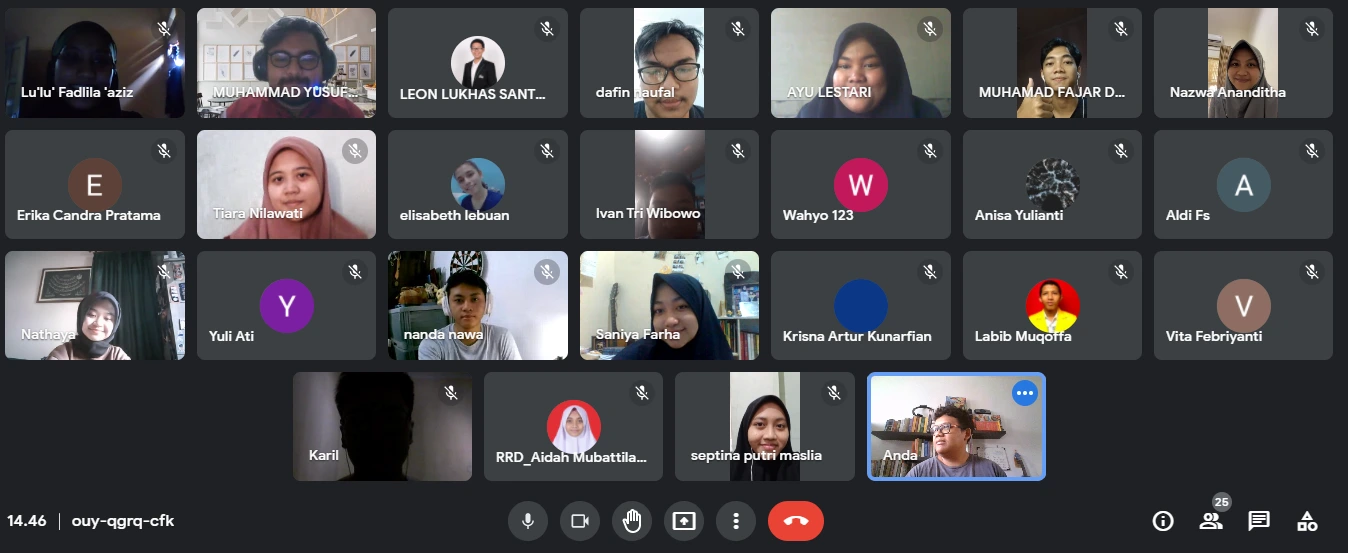 Lu'lu' Fadlila 'aziz
MUHAMMAD YUSUF...
LEON LUKHAS SANT...
dafin naufal
AYU LESTARI
MUHAMAD FAJAR D...
Nazwa Ananditha
E
Erika Candra Pratama
Tiara Nilawati
elisabeth lebuan
Ivan Tri Wibowo
W
Wahyo 123
Anisa Yulianti
A
Aldi Fs
Nathaya
Y
Yuli Ati
nanda nawa
Saniya Farha
Krisna Artur Kunarfian
Labib Muqoffa
V
Vita Febriyanti
Karil
RRD_Aidah Mubattila...
septina putri maslia
Anda
14.46 | ouy-qgrq-cfk
25